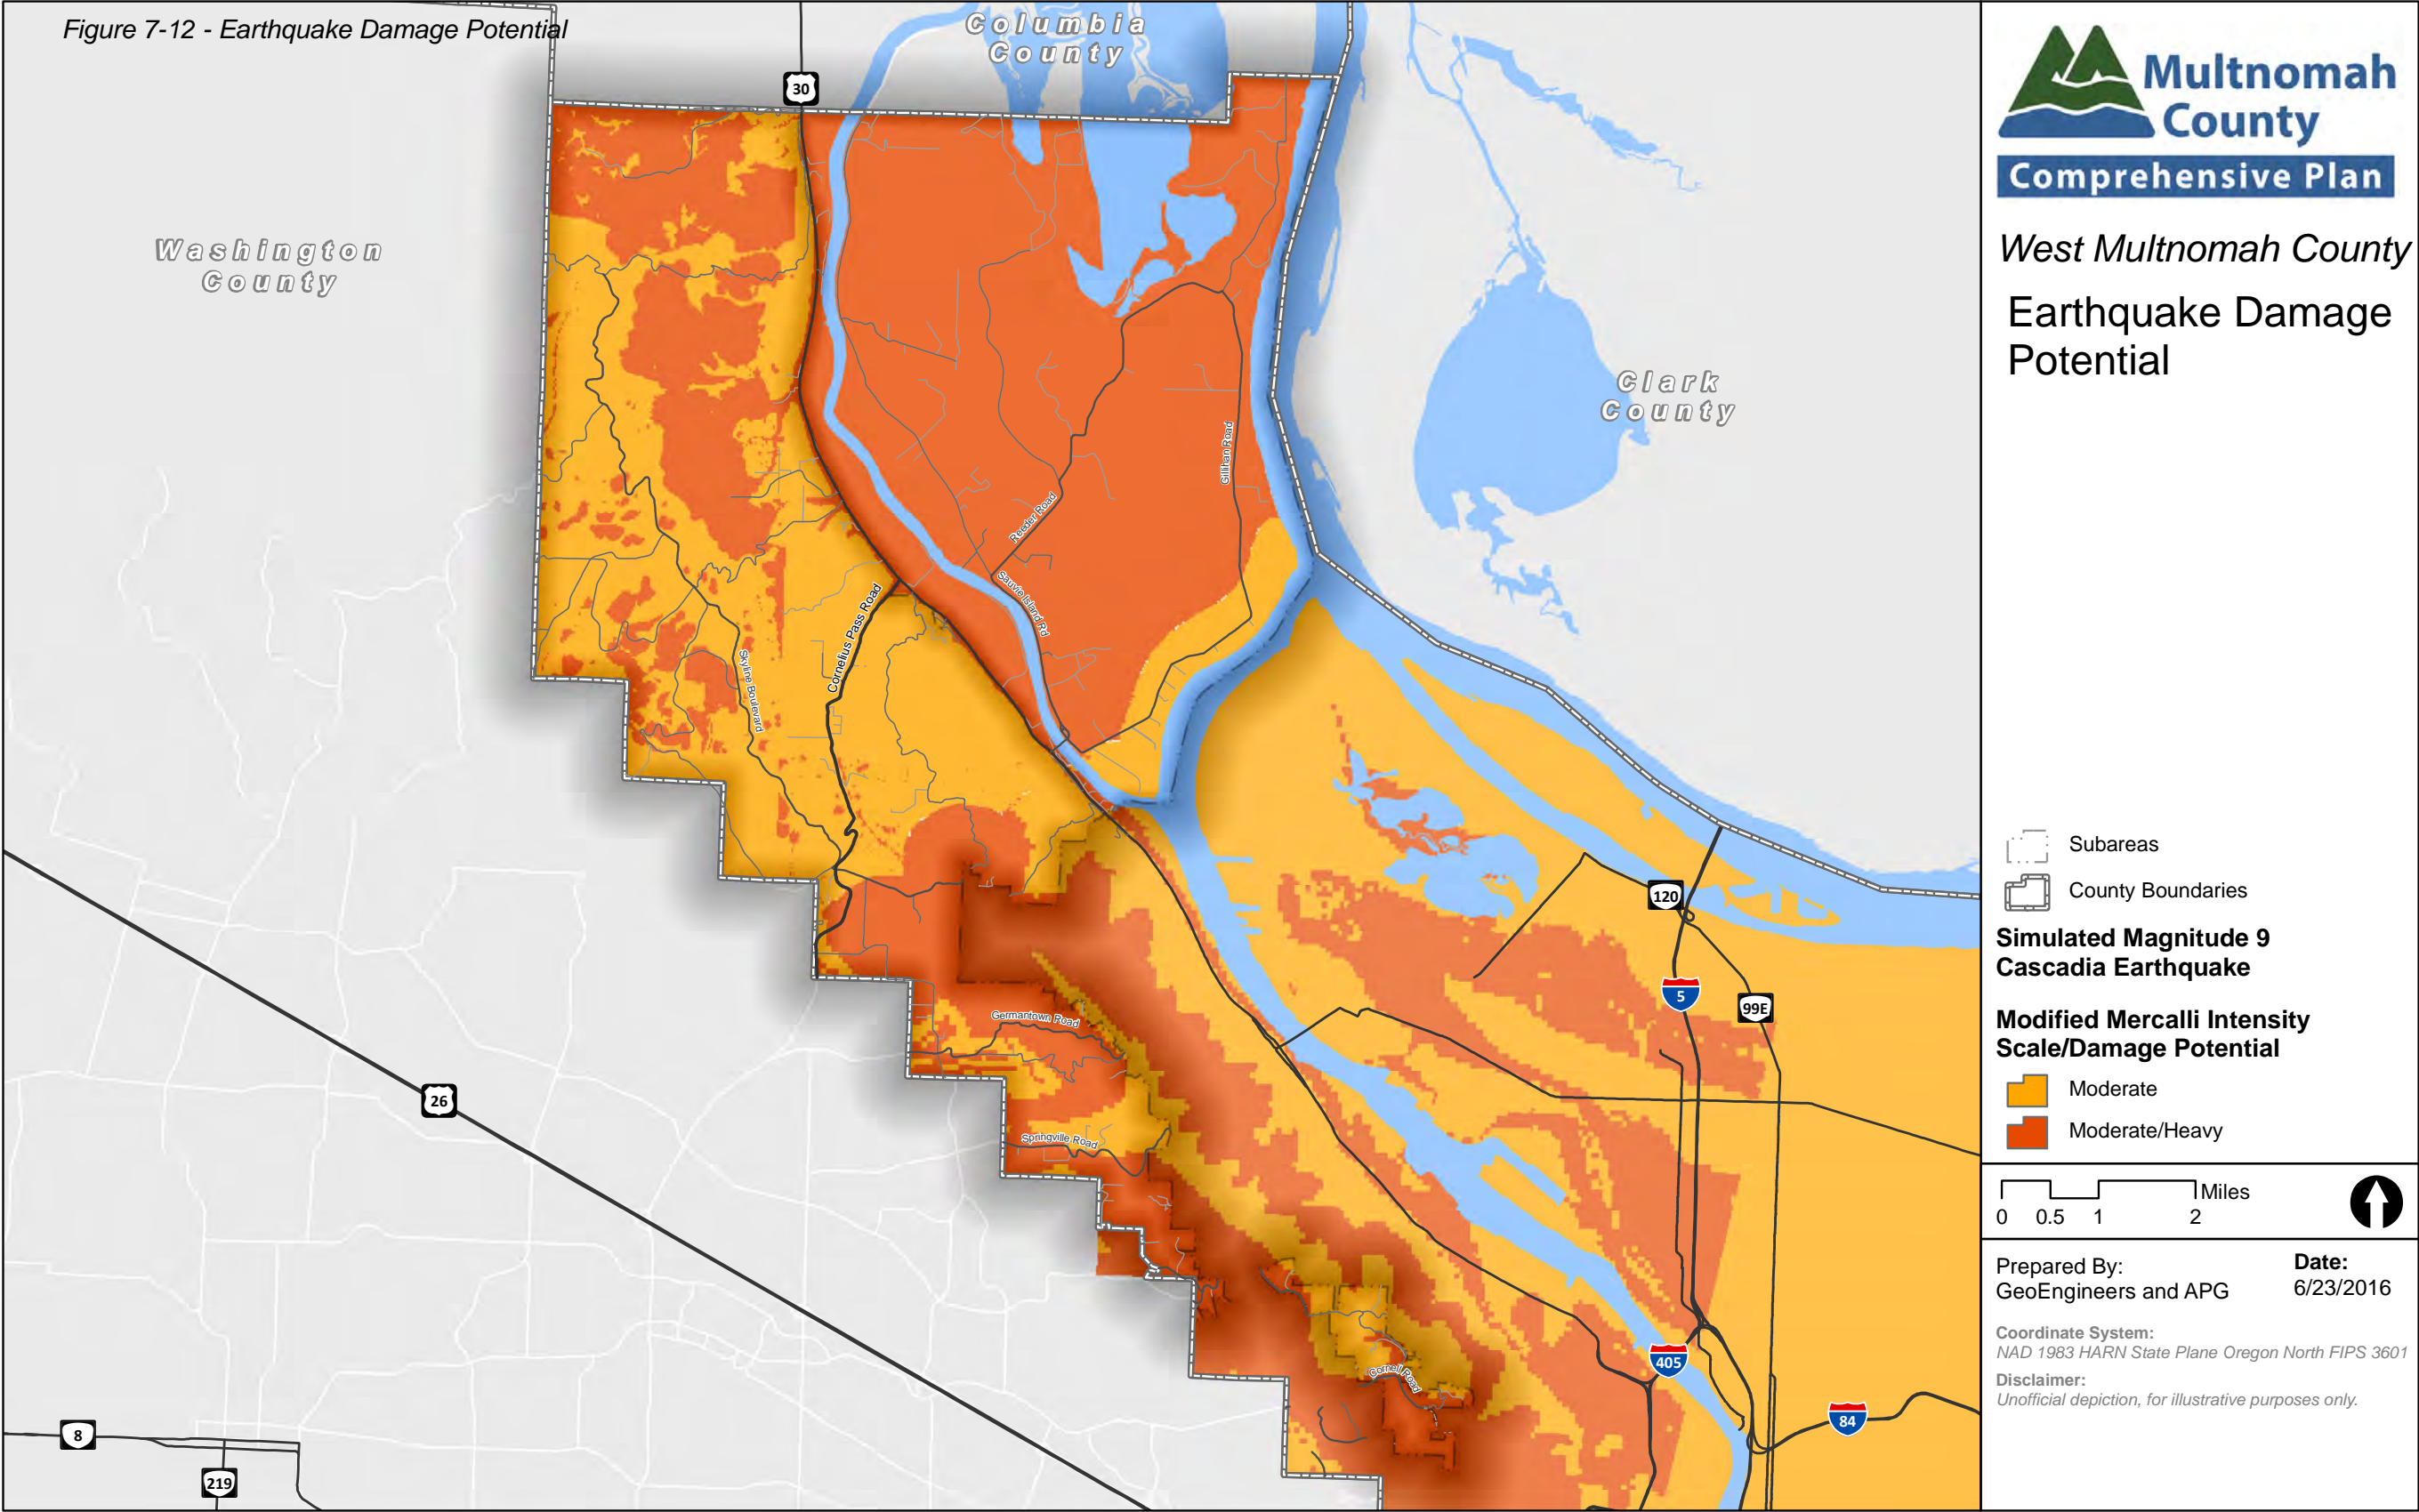 Figure 7-12 - Earthquake Damage Potential
Columbia
County
30
Washington
County
Clark
County
Gillihan Road
Reeder Road
Sauvie Island Rd
Cornelius Pass Road
Skyline Boulevard
120
5
99E
Germantown Road
26
Springville Road
405
Cornell Road
84
8
219
Multnomah
County
Comprehensive Plan
West Multnomah County
Earthquake Damage
Potential
Subareas
County Boundaries
Simulated Magnitude 9
Cascadia Earthquake
Modified Mercalli Intensity
Scale/Damage Potential
Moderate
Moderate/Heavy
Miles
0 0.5 1 2
Prepared By:
GeoEngineers and APG
Date:
6/23/2016
Coordinate System:
NAD 1983 HARN State Plane Oregon North FIPS 3601
Disclaimer:
Unofficial depiction, for illustrative purposes only.